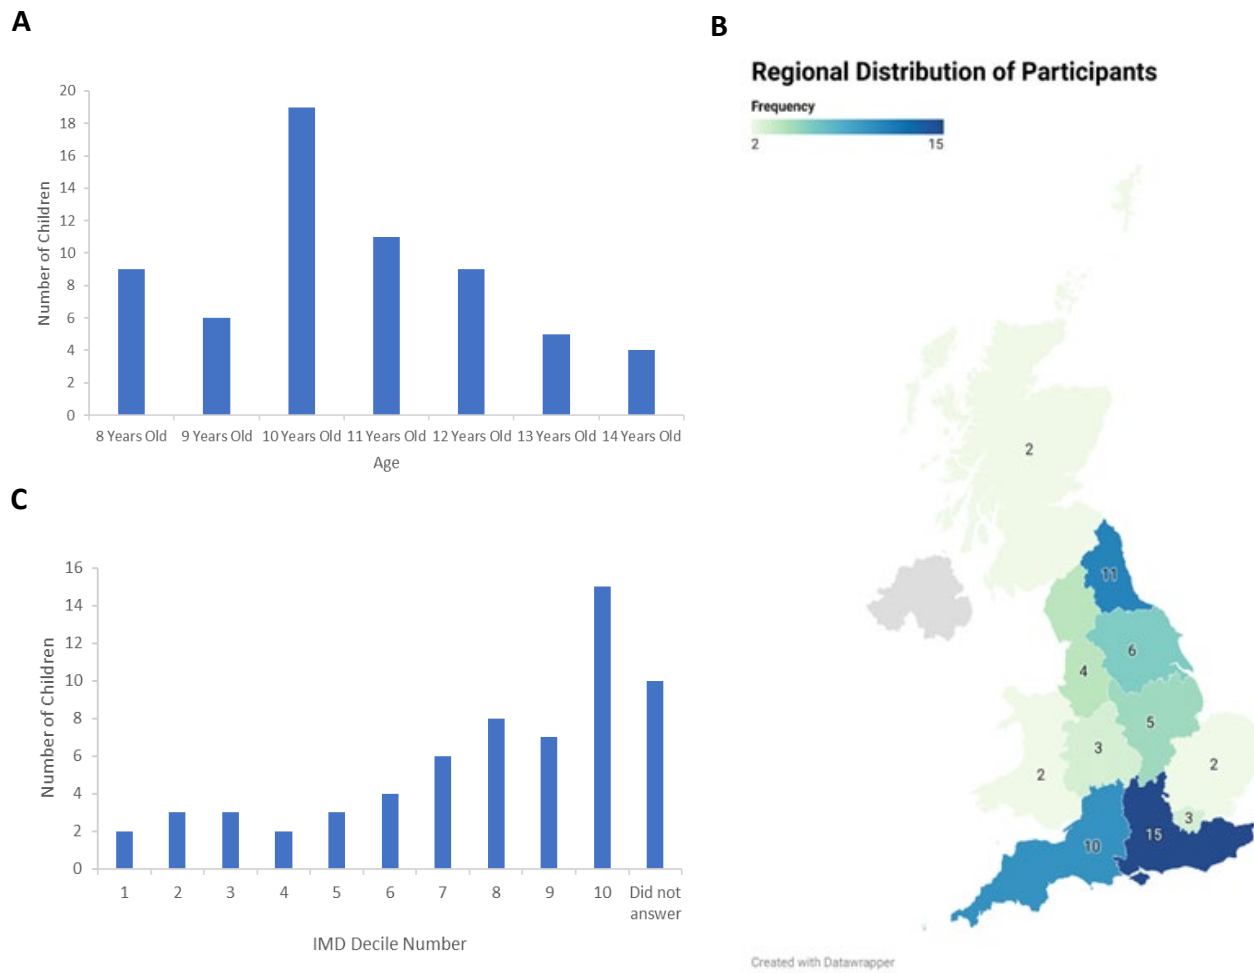 A
20
18
16
14
12
10
8
6
4
2
0
Number of Children
8 Years Old 9 Years Old 10 Years Old 11 Years Old 12 Years Old 13 Years Old 14 Years Old
Age
B
Regional Distribution of Participants
Frequency
2 15
2
11
6
4
5
3
2
2
3
15
10
Created with Datawrapper
C
16
14
12
10
8
6
4
2
0
Number of Children
1 2 3 4 5 6 7 8 9 10 Did not
answer
IMD Decile Number